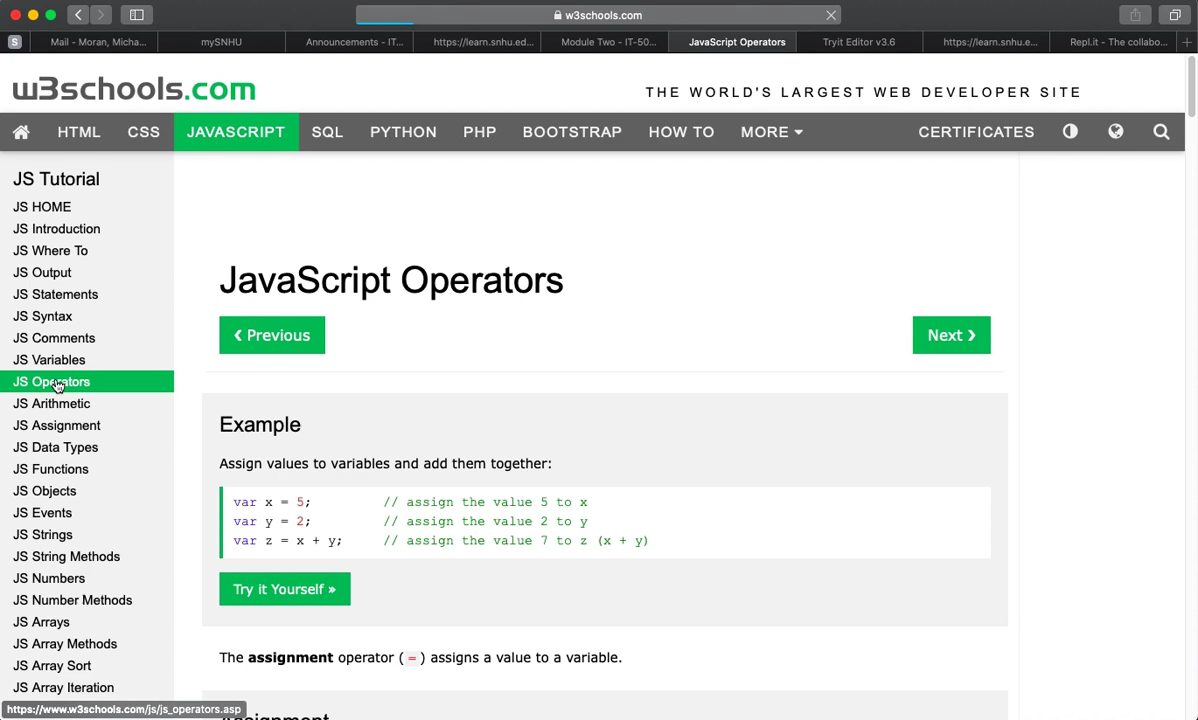 w3schools.com
S
Mail - Moran, Micha...
mySNHU
Announcements - IT...
https://learn.snhu.ed...
Module Two - IT-50...
JavaScript Operators
Tryit Editor v3.6
https://learn.snhu.e...
Repl.it - The collabo...
w3schools.com
THE WORLD'S LARGEST WEB DEVELOPER SITE
HTML CSS JAVASCRIPT SQL PYTHON PHP BOOTSTRAP HOW TO MORE CERTIFICATES
JS Tutorial
JS HOME
JS Introduction
JS Where To
JS Output
JS Statements
JS Syntax
JS Comments
JS Variables
JS Operators
JS Arithmetic
JS Assignment
JS Data Types
JS Functions
JS Objects
JS Events
JS Strings
JS String Methods
JS Numbers
JS Number Methods
JS Arrays
JS Array Methods
JS Array Sort
JS Array Iteration
https://www.w3schools.com/js/js_operators.asp
JavaScript Operators
❮ Previous
Next ❯
Example
Assign values to variables and add them together:
var x = 5; // assign the value 5 to x
var y = 2; // assign the value 2 to y
var z = x + y; // assign the value 7 to z (x + y)
Try it Yourself »
The assignment operator (=) assigns a value to a variable.
Assignment